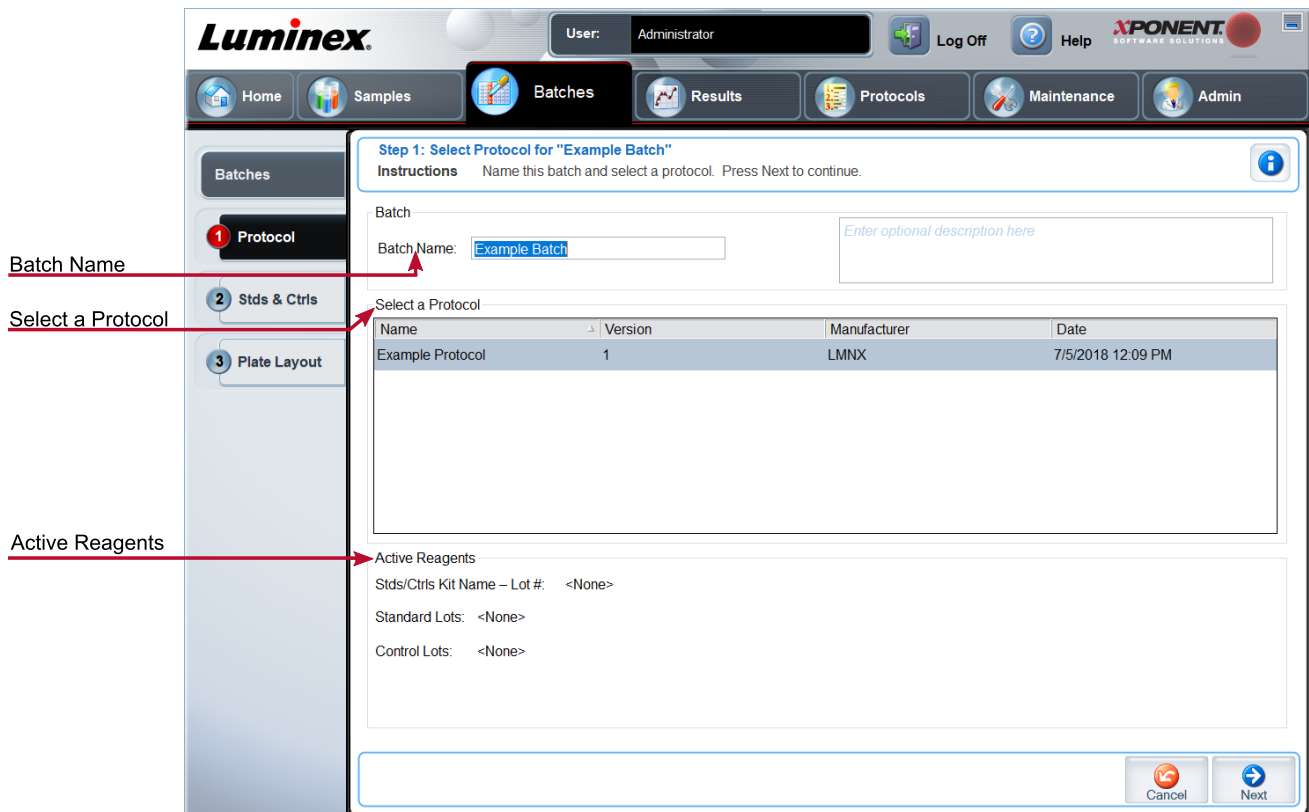 Luminex.
User: Administrator
Log Off
Help
XPONENT.
SOFTWARE SOLUTIONS
Home
Samples
Batches
Results
Protocols
Maintenance
Admin
Batches
1 Protocol
2 Stds & Ctrls
3 Plate Layout
Batch Name
Select a Protocol
Active Reagents
Step 1: Select Protocol for "Example Batch"
Instructions Name this batch and select a protocol. Press Next to continue.
Batch
Batch Name: Example Batch
Enter optional description here
Select a Protocol
Name Version Manufacturer Date
Example Protocol 1 LMNX 7/5/2018 12:09 PM
Active Reagents
Stds/Ctrls Kit Name – Lot #: <None>
Standard Lots: <None>
Control Lots: <None>
Cancel
Next